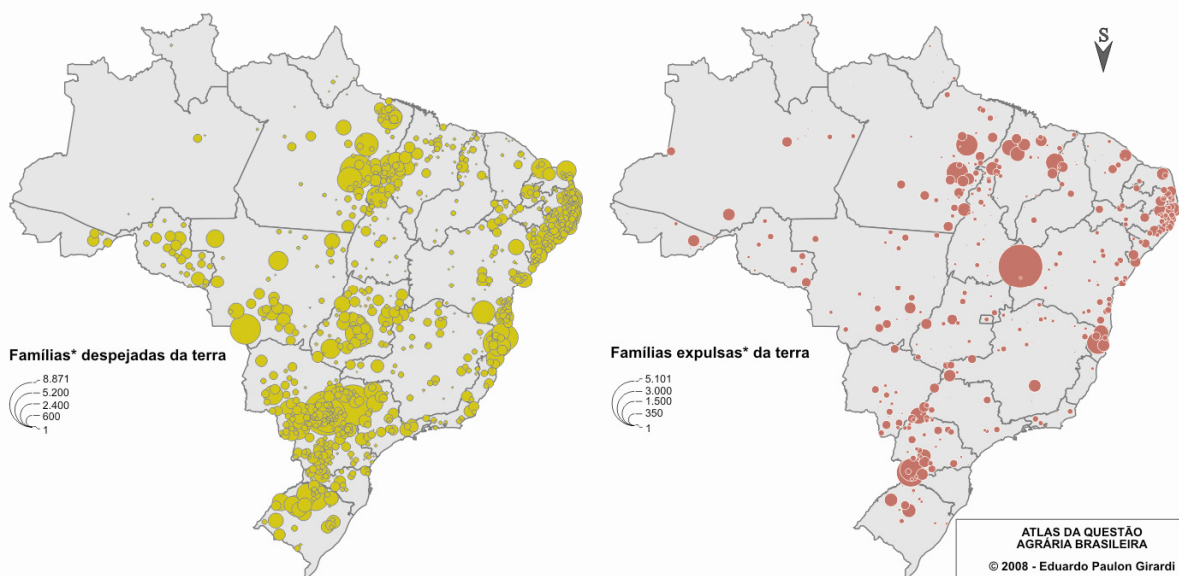 Famílias* despejadas da terra
8.871
5.200
2.400
600
1
S
Famílias expulsas* da terra
5.101
3.000
1.500
350
1
ATLAS DA QUESTÃO
AGRÁRIA BRASILEIRA
© 2008 - Eduardo Paulon Girardi